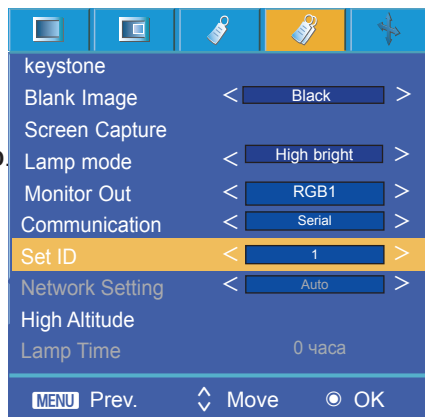 keystone
Blank Image < Black >
Screen Capture
Lamp mode < High bright >
Monitor Out < RGB1 >
Communication < Serial >
Set ID < 1 >
Network Setting < Auto >
High Altitude
Lamp Time 0 часа
MENU Prev. Move OK